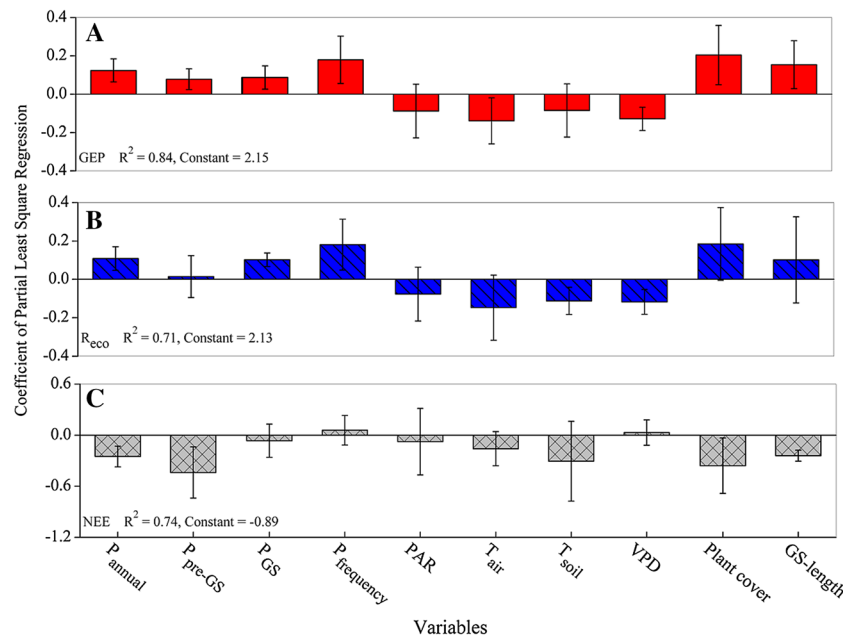 Coefficient of Partial Least Square Regression
A
0.4
0.2
0.0
-0.2
-0.4
GEP R² = 0.84, Constant = 2.15
B
0.4
0.2
0.0
-0.2
-0.4
Reco R² = 0.71, Constant = 2.13
C
0.6
0.0
-0.6
-1.2
NEE R² = 0.74, Constant = -0.89
P annual
P pre-GS
P GS
P frequency
PAR
T air
T soil
VPD
Plant cover
GS-length
Variables